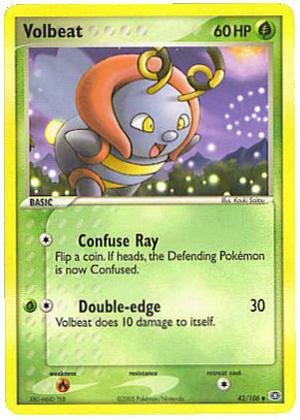 Volbeat
60 HP
BASIC
Illus. Kouki Saitou
Confuse Ray
Flip a coin. If heads, the Defending Pokémon
is now Confused.
Double-edge 30
Volbeat does 10 damage to itself.
weakness resistance retreat cost
©2005 Pokémon/Nintendo.
42/106